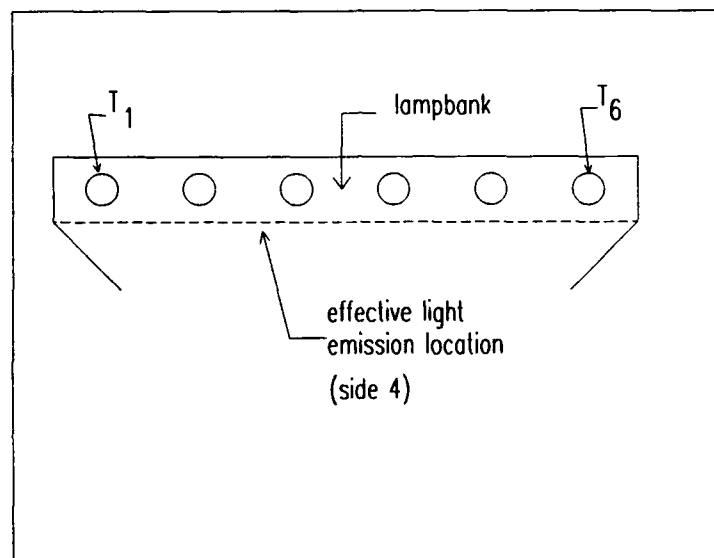 T1
lampbank
T6
effective light
emission location
(side 4)